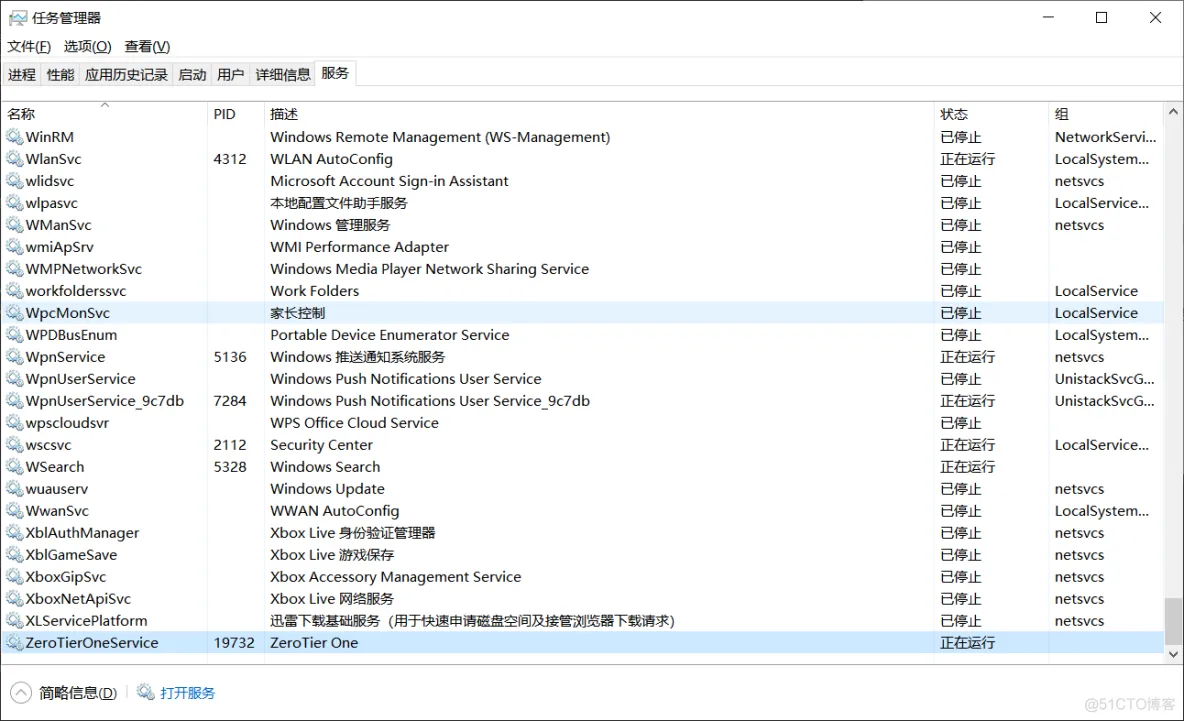 任务管理器
文件(F) 选项(O) 查看(V)
进程 性能 应用历史记录 启动 用户 详细信息 服务
名称 PID 描述 状态 组
WinRM Windows Remote Management (WS-Management) 已停止 NetworkServi...
WlanSvc 4312 WLAN AutoConfig 正在运行 LocalSystem...
wlidsvc Microsoft Account Sign-in Assistant 已停止 netsvcs
wlpasvc 本地配置文件助手服务 已停止 LocalService...
WManSvc Windows 管理服务 已停止 netsvcs
wmiApSrv WMI Performance Adapter 已停止
WMPNetworkSvc Windows Media Player Network Sharing Service 已停止
workfolderssvc Work Folders 已停止 LocalService
WpcMonSvc 家长控制 已停止 LocalService
WPDBusEnum Portable Device Enumerator Service 已停止 LocalSystem...
WpnService 5136 Windows 推送通知系统服务 正在运行 netsvcs
WpnUserService Windows Push Notifications User Service 已停止 UnistackSvcG...
WpnUserService_9c7db 7284 Windows Push Notifications User Service_9c7db 正在运行 UnistackSvcG...
wpscloudsvr WPS Office Cloud Service 已停止
wscsvc 2112 Security Center 正在运行 LocalService...
WSearch 5328 Windows Search 正在运行
wuauserv Windows Update 已停止 netsvcs
WwanSvc WWAN AutoConfig 已停止 LocalSystem...
XblAuthManager Xbox Live 身份验证管理器 已停止 netsvcs
XblGameSave Xbox Live 游戏保存 已停止 netsvcs
XboxGipSvc Xbox Accessory Management Service 已停止 netsvcs
XboxNetApiSvc Xbox Live 网络服务 已停止 netsvcs
XLServicePlatform 迅雷下载基础服务（用于快速申请磁盘空间及接管浏览器下载请求） 已停止 netsvcs
ZeroTierOneService 19732 ZeroTier One 正在运行
简略信息(D) 打开服务
@51CTO博客